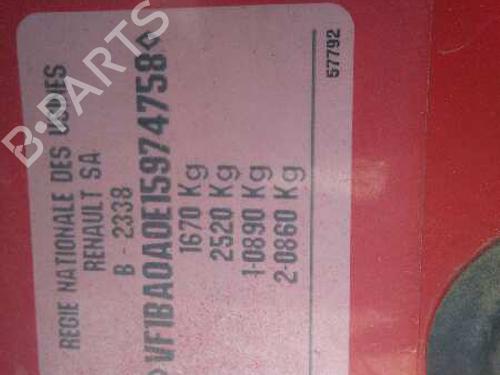 REGIE NATIONALE DES USINES
RENAULT SA
B - 2338
VF1BA0A0E15974758
1670 Kg
2520 Kg
1-0890 Kg
2-0860 Kg
57792
B-PARTS